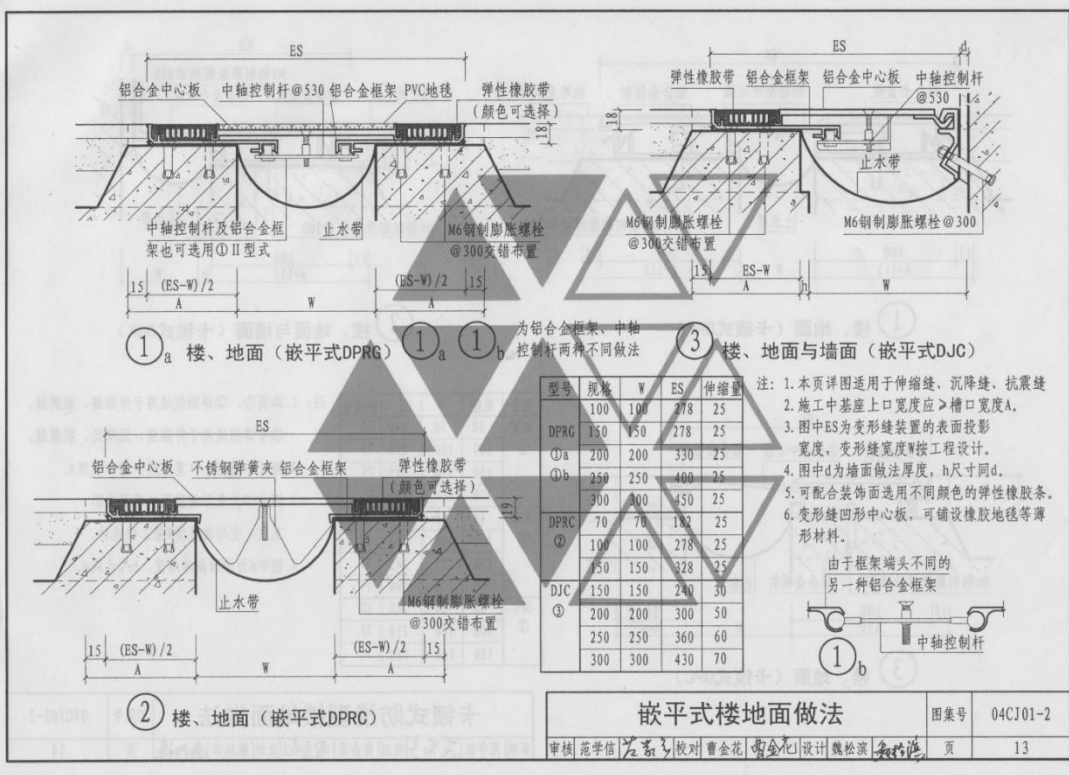 ES
铝合金中心板 中轴控制杆@530 铝合金框架 PVC地毯 弹性橡胶带
(颜色可选择)
18
中轴控制杆及铝合金框
架也可选用①Ⅱ型式
止水带
M6钢制膨胀螺栓
@300交错布置
15 (ES-W)/2 (ES-W)/2 15
A W A
①a 楼、地面（嵌平式DPRG） ①a ①b 为铝合金框架、中轴
控制杆两种不同做法
ES d
弹性橡胶带 铝合金框架 铝合金中心板 中轴控制杆
@530
18
止水带
M6钢制膨胀螺栓
@300交错布置
M6钢制膨胀螺栓@300
15 ES-W
A h W
③ 楼、地面与墙面（嵌平式DJC）
ES
铝合金中心板 不锈钢弹簧夹 铝合金框架 弹性橡胶带
(颜色可选择)
19
止水带
M6钢制膨胀螺栓
@300交错布置
15 (ES-W)/2 (ES-W)/2 15
A W A
② 楼、地面（嵌平式DPRC）
型号 规格 W ES 伸缩量
DPRG ①a ①b
100 100 278 25
150 150 278 25
200 200 330 25
250 250 400 25
300 300 450 25
DPRC ②
70 70 182 25
100 100 278 25
150 150 328 25
DJC ③
150 150 240 30
200 200 300 50
250 250 360 60
300 300 430 70
注: 1.本页详图适用于伸缩缝、沉降缝、抗震缝
2.施工中基座上口宽度应≥槽口宽度A。
3.图中ES为变形缝装置的表面投影
宽度，变形缝宽度W按工程设计。
4.图中d为墙面做法厚度，h尺寸同d。
5.可配合装饰面选用不同颜色的弹性橡胶条。
6.变形缝凹形中心板，可铺设橡胶地毯等薄
形材料.
由于框架端头不同的
另一种铝合金框架
中轴控制杆
①b
嵌平式楼地面做法 图集号 04CJ01-2
审核 范学信 校对 曹金花 曹金花 设计 魏松滨 页 13